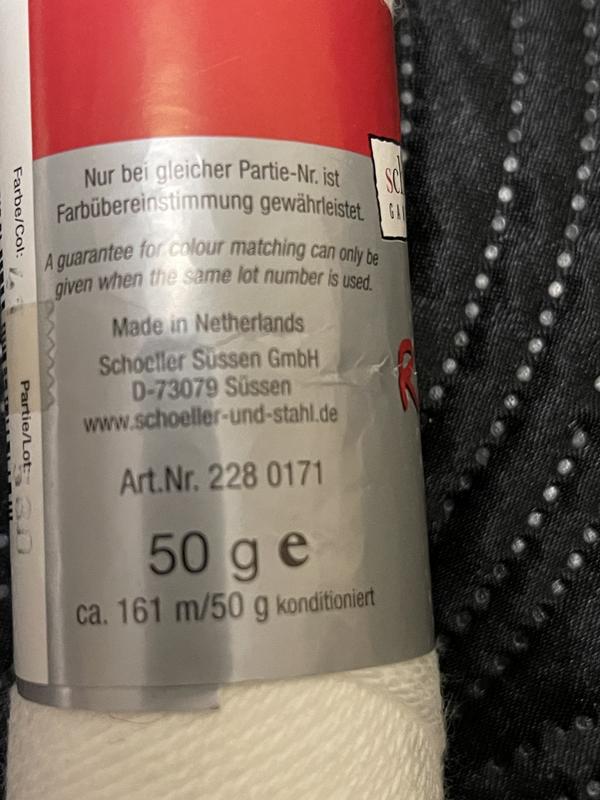 Nur bei gleicher Partie-Nr. ist
Farbübereinstimmung gewährleistet.
A guarantee for colour matching can only be
given when the same lot number is used.
Made in Netherlands
Schoeller Süssen GmbH
D-73079 Süssen
www.schoeller-und-stahl.de
Art.Nr. 228 0171
50 g e
ca. 161 m/50 g konditioniert
Farbe/Col:
Partie/Lot: